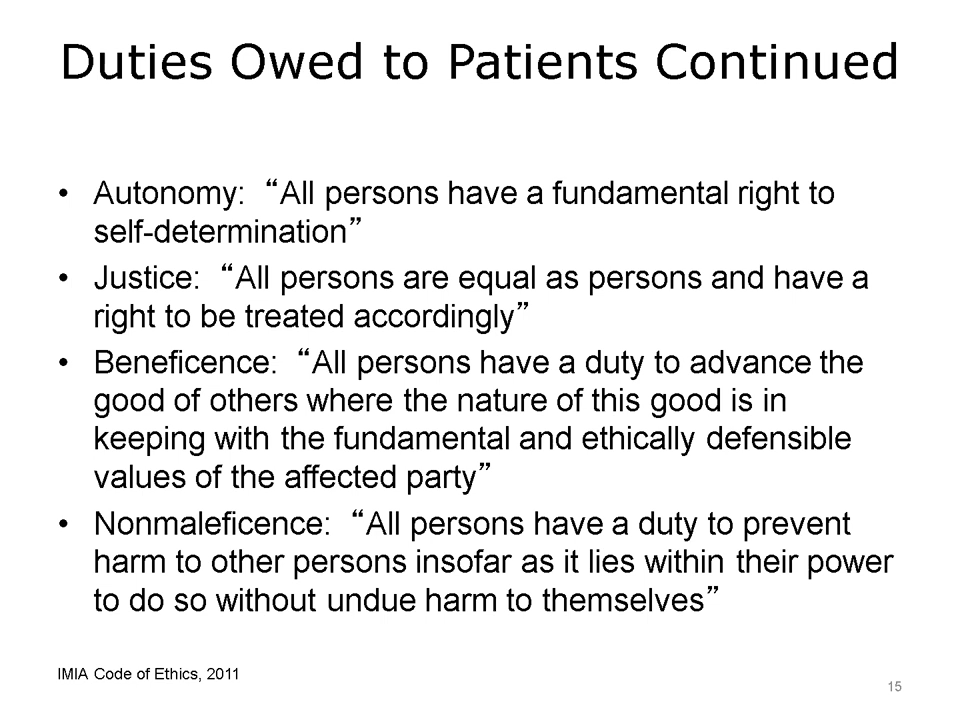 Duties Owed to Patients Continued
• Autonomy: “All persons have a fundamental right to
self-determination”
• Justice: “All persons are equal as persons and have a
right to be treated accordingly”
• Beneficence: “All persons have a duty to advance the
good of others where the nature of this good is in
keeping with the fundamental and ethically defensible
values of the affected party”
• Nonmaleficence: “All persons have a duty to prevent
harm to other persons insofar as it lies within their power
to do so without undue harm to themselves”
IMIA Code of Ethics, 2011
15